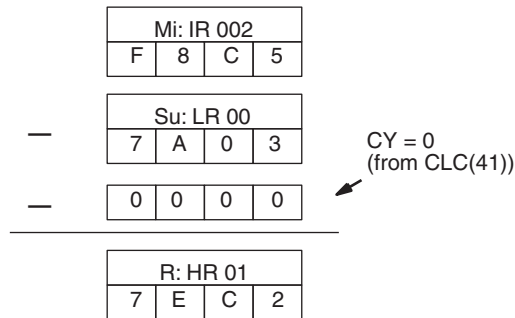 Mi: IR 002
F 8 C 5
Su: LR 00
— 7 A 0 3
CY = 0
(from CLC(41))
— 0 0 0 0
R: HR 01
7 E C 2